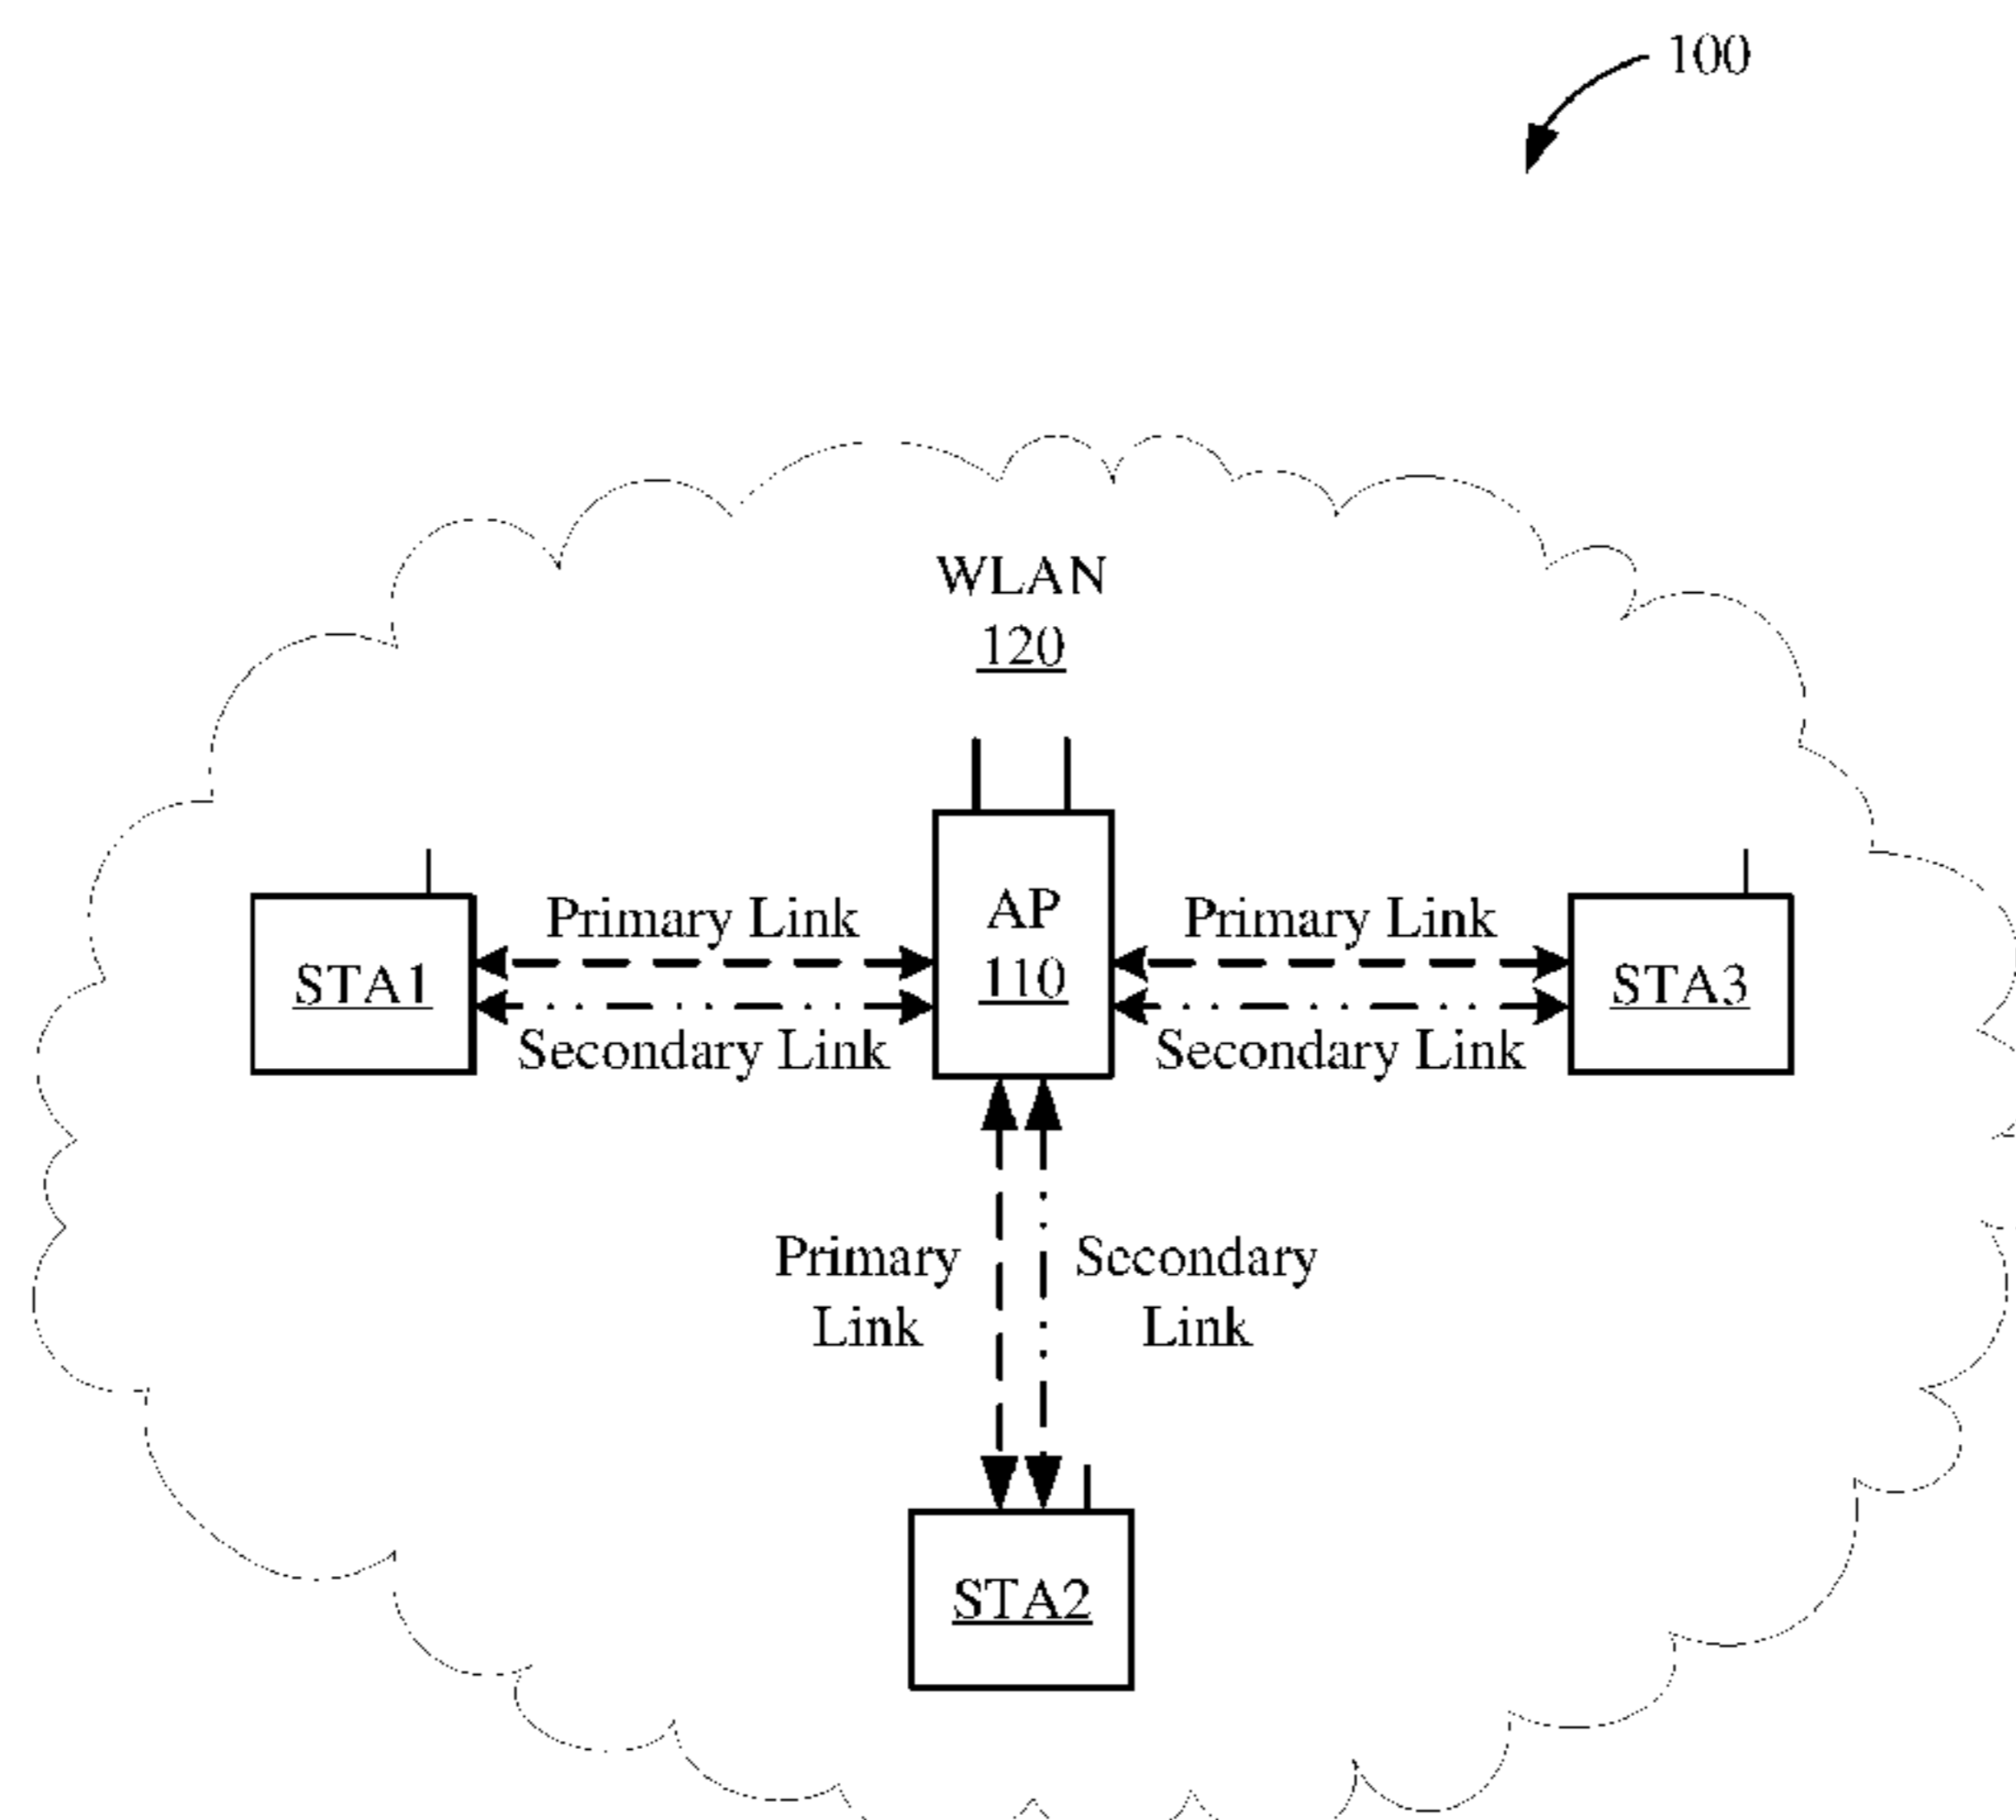 100
WLAN
120
AP
110
Primary Link
Secondary Link
STA1
Primary Link
Secondary Link
STA3
Primary
Link
Secondary
Link
STA2